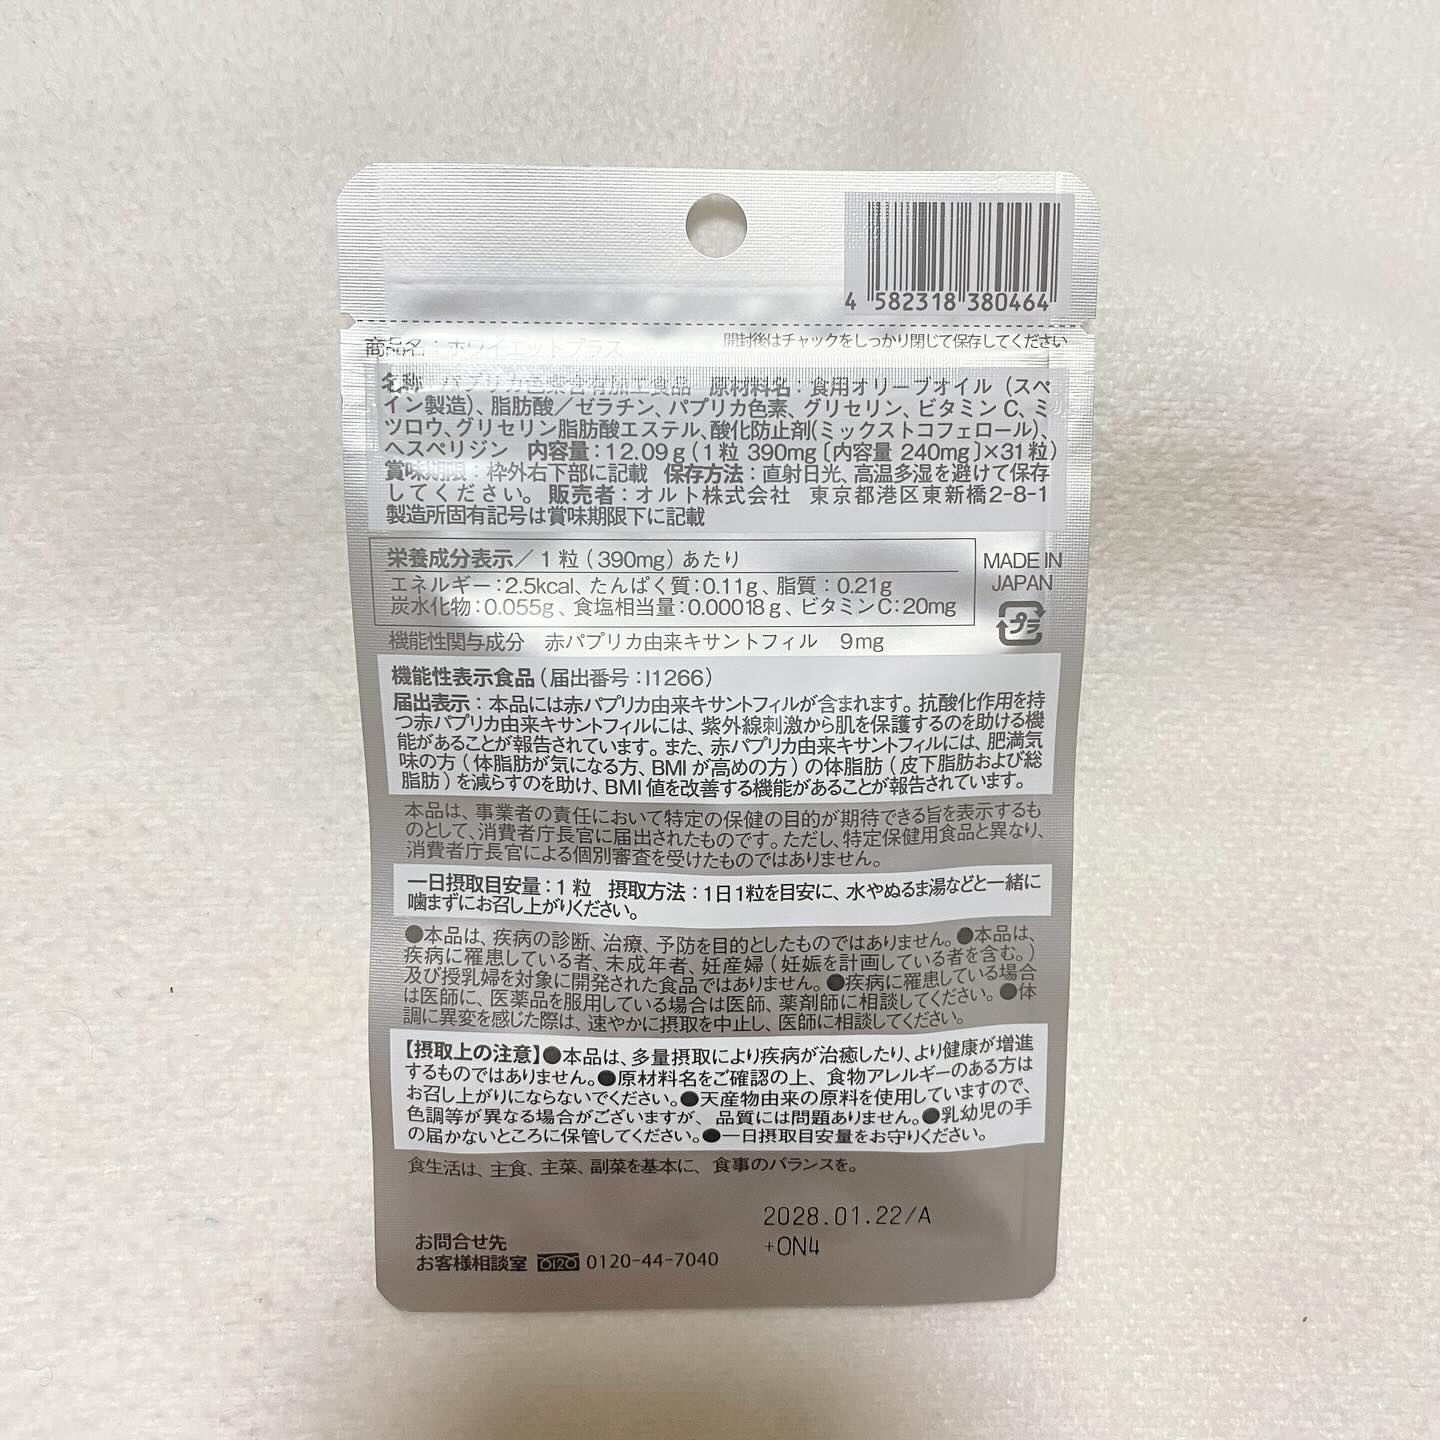 4 582318 380464
開封後はチャックをしっかり閉じて保存してください
商品名:ホワイエットプラス
名称 パプリカ色素含有加工食品 原材料名:食用オリーブオイル(スペ
イン製造)、脂肪酸/ゼラチン、パプリカ色素、グリセリン、ビタミンC、ミ
ツロウ、グリセリン脂肪酸エステル、酸化防止剤(ミックストコフェロール)、
ヘスペリジン 内容量:12.09g(1粒 390mg〔内容量 240mg〕×31粒)
賞味期限:枠外右下部に記載 保存方法:直射日光、高温多湿を避けて保存
してください。 販売者:オルト株式会社 東京都港区東新橋2-8-1
製造所固有記号は賞味期限下に記載
栄養成分表示/1粒(390mg)あたり
エネルギー:2.5kcal、たんぱく質:0.11g、脂質:0.21g
炭水化物:0.055g、食塩相当量:0.00018g、ビタミンC:20mg
MADE IN
JAPAN
プラ
機能性関与成分 赤パプリカ由来キサントフィル 9mg
機能性表示食品(届出番号:I1266)
届出表示:本品には赤パプリカ由来キサントフィルが含まれます。抗酸化作用を持
つ赤パプリカ由来キサントフィルには、紫外線刺激から肌を保護するのを助ける機
能があることが報告されています。また、赤パプリカ由来キサントフィルには、肥満気
味の方(体脂肪が気になる方、BMIが高めの方)の体脂肪(皮下脂肪および総
脂肪)を減らすのを助け、BMI値を改善する機能があることが報告されています。
本品は、事業者の責任において特定の保健の目的が期待できる旨を表示するも
のとして、消費者庁長官に届出されたものです。ただし、特定保健用食品と異なり、
消費者庁長官による個別審査を受けたものではありません。
一日摂取目安量:1粒 摂取方法:1日1粒を目安に、水やぬるま湯などと一緒に
噛まずにお召し上がりください。
●本品は、疾病の診断、治療、予防を目的としたものではありません。●本品は、
疾病に罹患している者、未成年者、妊産婦(妊娠を計画している者を含む。)
及び授乳婦を対象に開発された食品ではありません。●疾病に罹患している場合
は医師に、医薬品を服用している場合は医師、薬剤師に相談してください。●体
調に異変を感じた際は、速やかに摂取を中止し、医師に相談してください。
【摂取上の注意】●本品は、多量摂取により疾病が治癒したり、より健康が増進
するものではありません。●原材料名をご確認の上、食物アレルギーのある方は
お召し上がりにならないでください。●天産物由来の原料を使用していますので、
色調等が異なる場合がございますが、品質には問題ありません。●乳幼児の手
の届かないところに保管してください。●一日摂取目安量をお守りください。
食生活は、主食、主菜、副菜を基本に、食事のバランスを。
2028.01.22/A
+ON4
お問合せ先
お客様相談室 0120 0120-44-7040